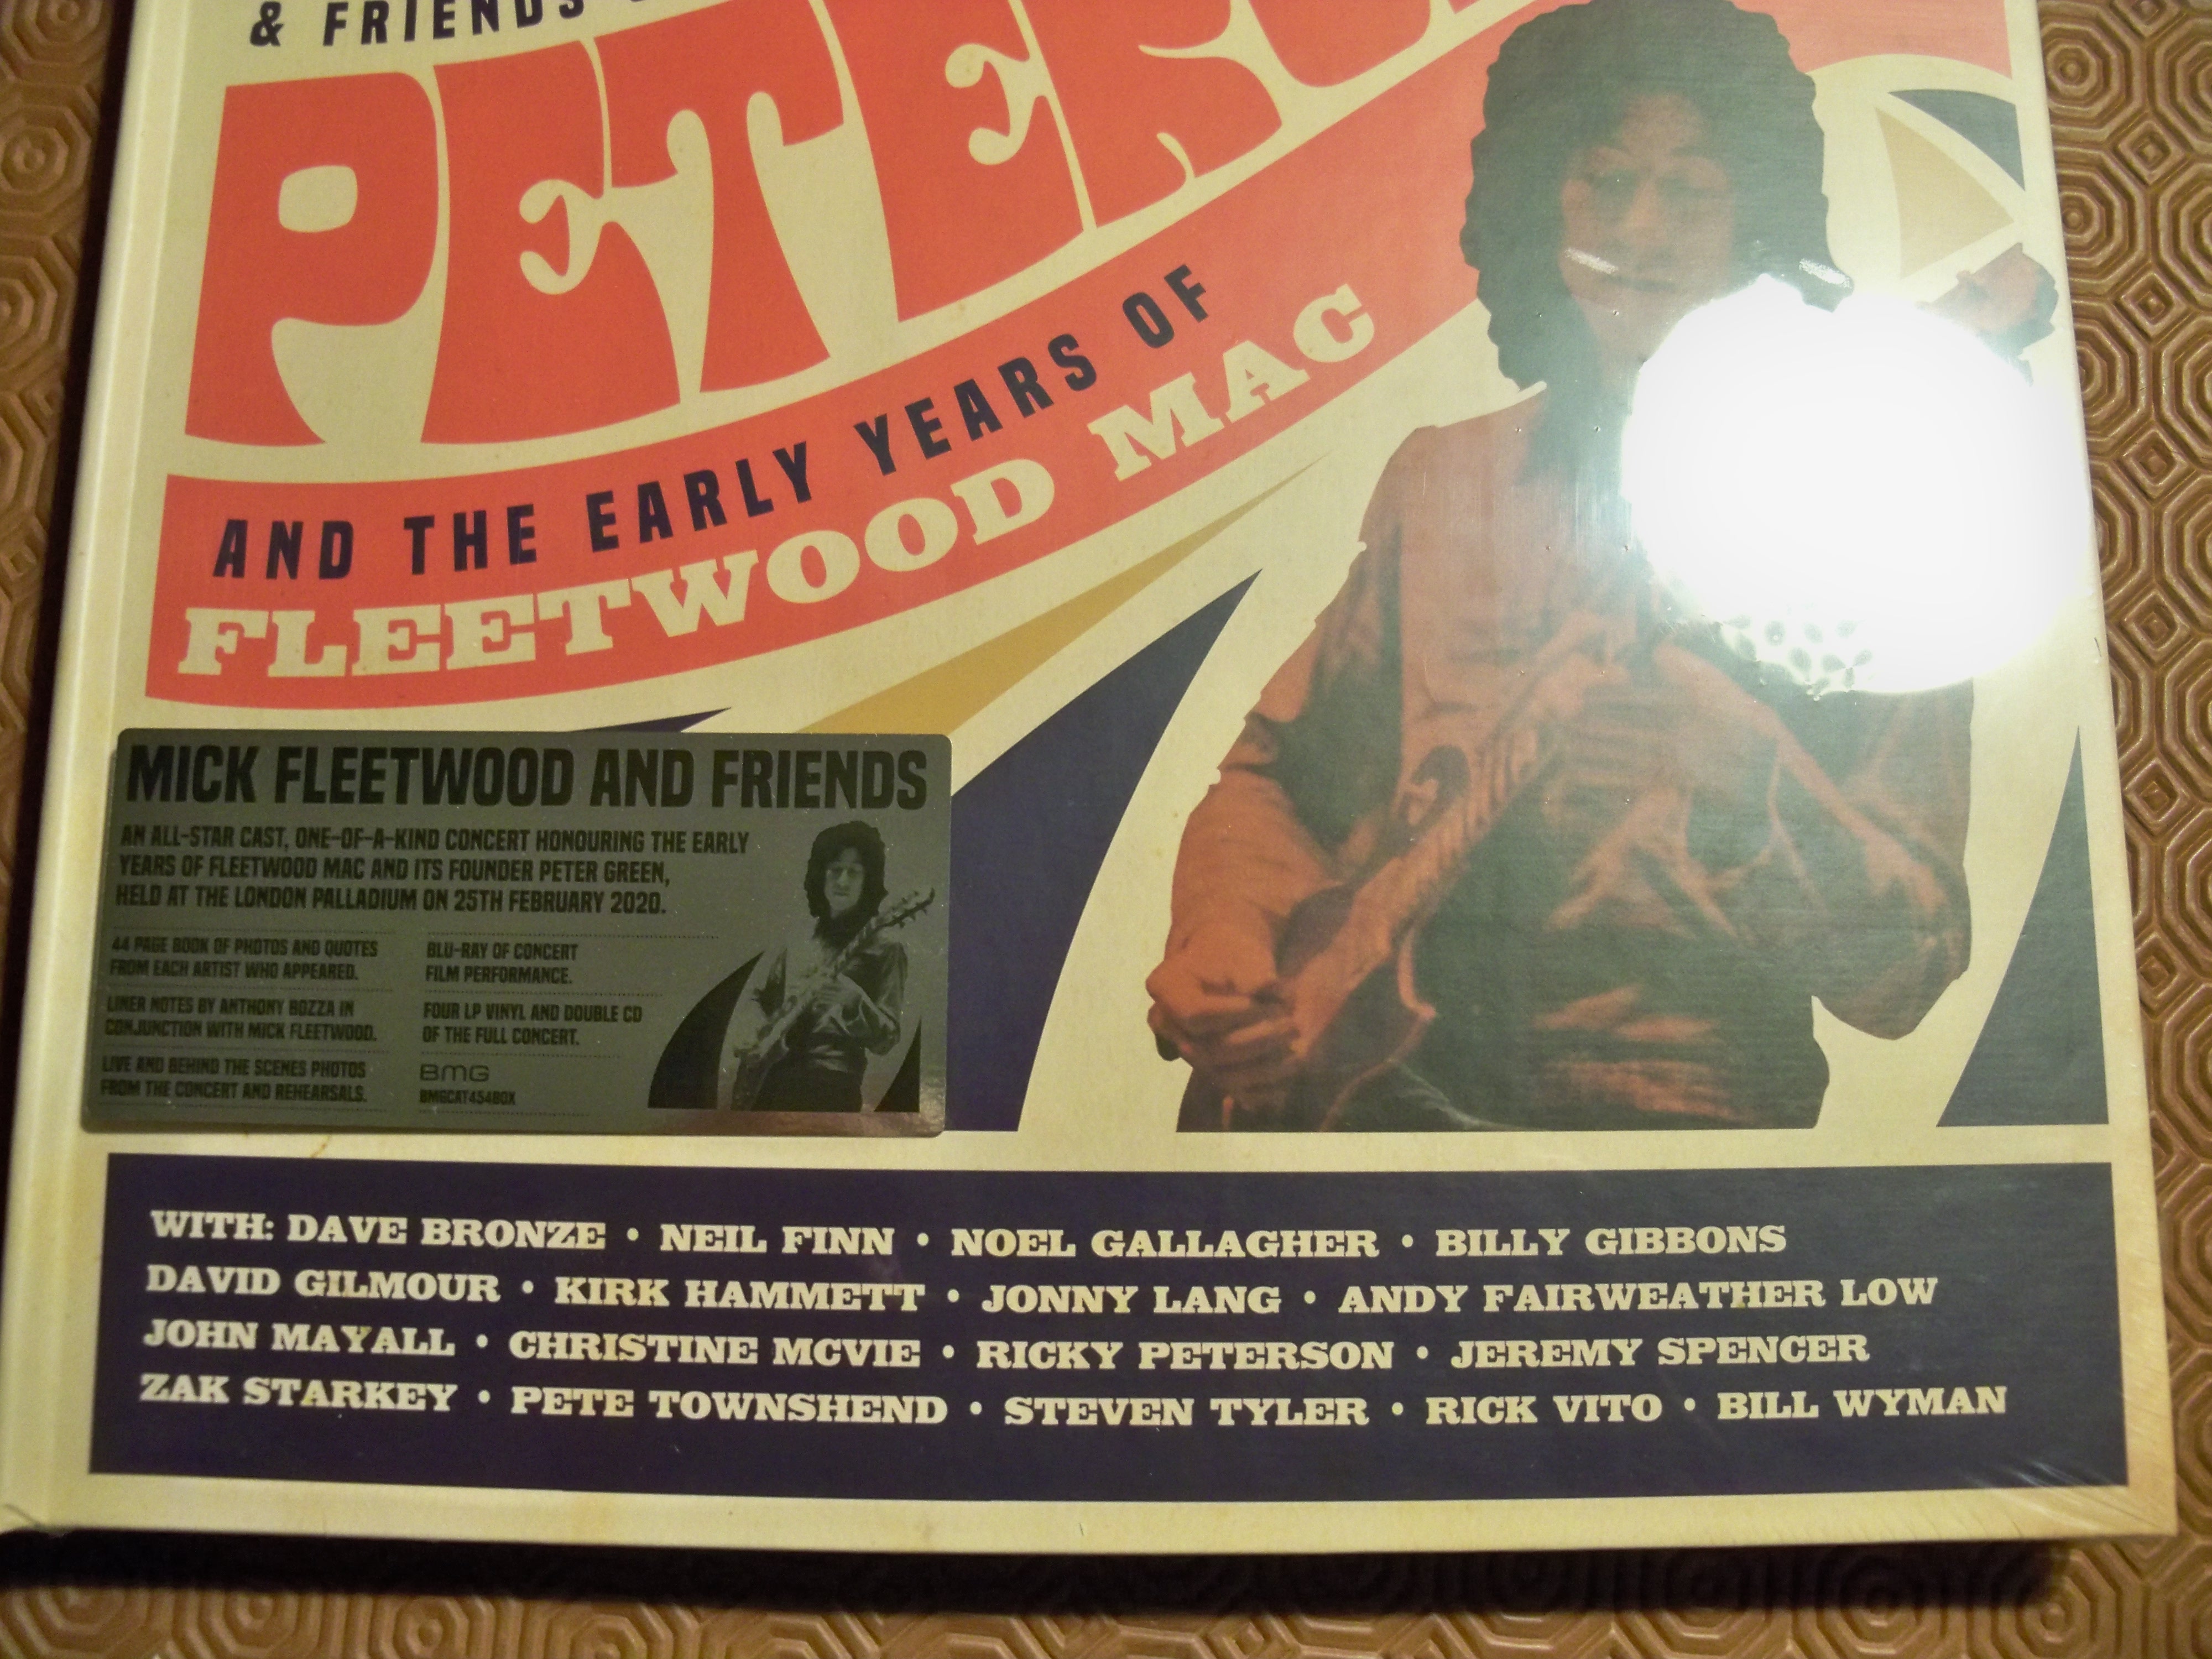 & FRIENDS
PETER
AND THE EARLY YEARS OF
FLEETWOOD MAC
MICK FLEETWOOD AND FRIENDS
AN ALL-STAR CAST, ONE-OF-A-KIND CONCERT HONOURING THE EARLY
YEARS OF FLEETWOOD MAC AND ITS FOUNDER PETER GREEN,
HELD AT THE LONDON PALLADIUM ON 25TH FEBRUARY 2020.
44 PAGE BOOK OF PHOTOS AND QUOTES
FROM EACH ARTIST WHO APPEARED.
LINER NOTES BY ANTHONY BOZZA IN
CONJUNCTION WITH MICK FLEETWOOD.
LIVE AND BEHIND THE SCENES PHOTOS
FROM THE CONCERT AND REHEARSALS.
BLU-RAY OF CONCERT
FILM PERFORMANCE.
FOUR LP VINYL AND DOUBLE CD
OF THE FULL CONCERT.
BMG
BMGCAT454BOX
WITH: DAVE BRONZE • NEIL FINN • NOEL GALLAGHER • BILLY GIBBONS
DAVID GILMOUR • KIRK HAMMETT • JONNY LANG • ANDY FAIRWEATHER LOW
JOHN MAYALL • CHRISTINE MCVIE • RICKY PETERSON • JEREMY SPENCER
ZAK STARKEY • PETE TOWNSHEND • STEVEN TYLER • RICK VITO • BILL WYMAN